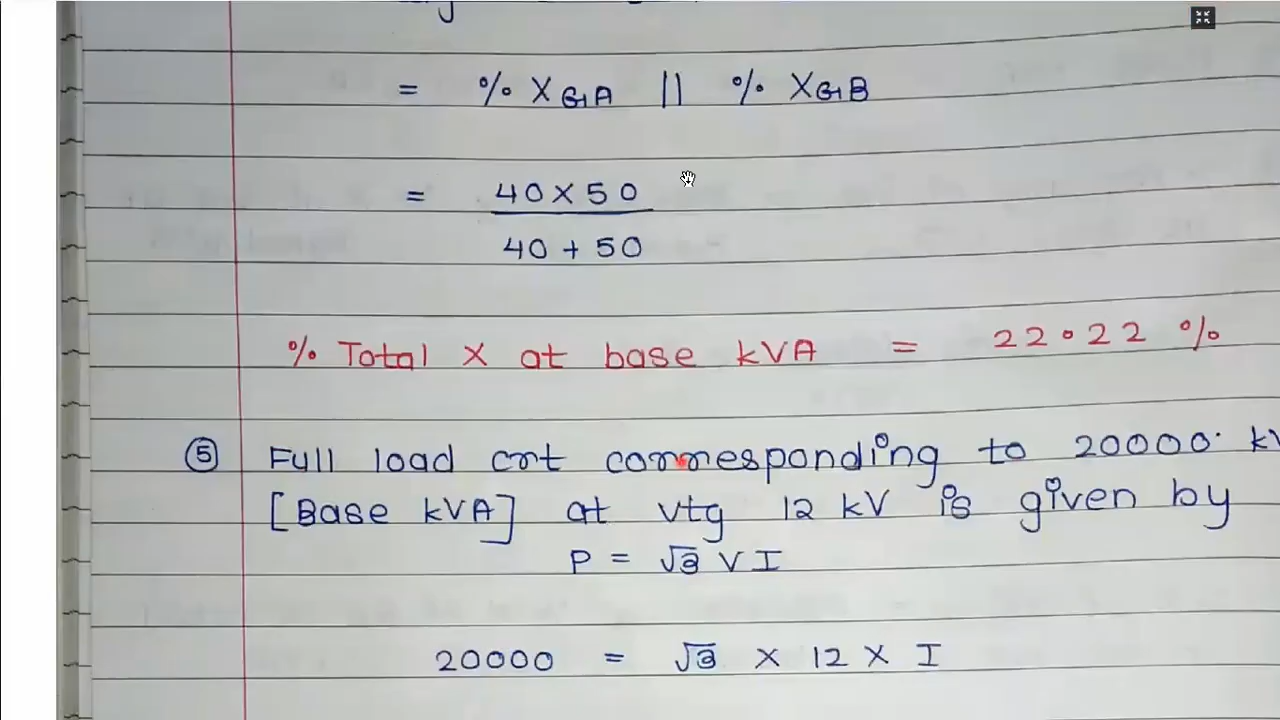 = % XGA || % XGB
= 40 x 50
40 + 50
% Total X at base kVA = 22.22 %
⑤ Full load crt corresponding to 20000
[Base kVA] at vtg 12 kV is given by
P = √3 V I
20000 = √3 x 12 x I